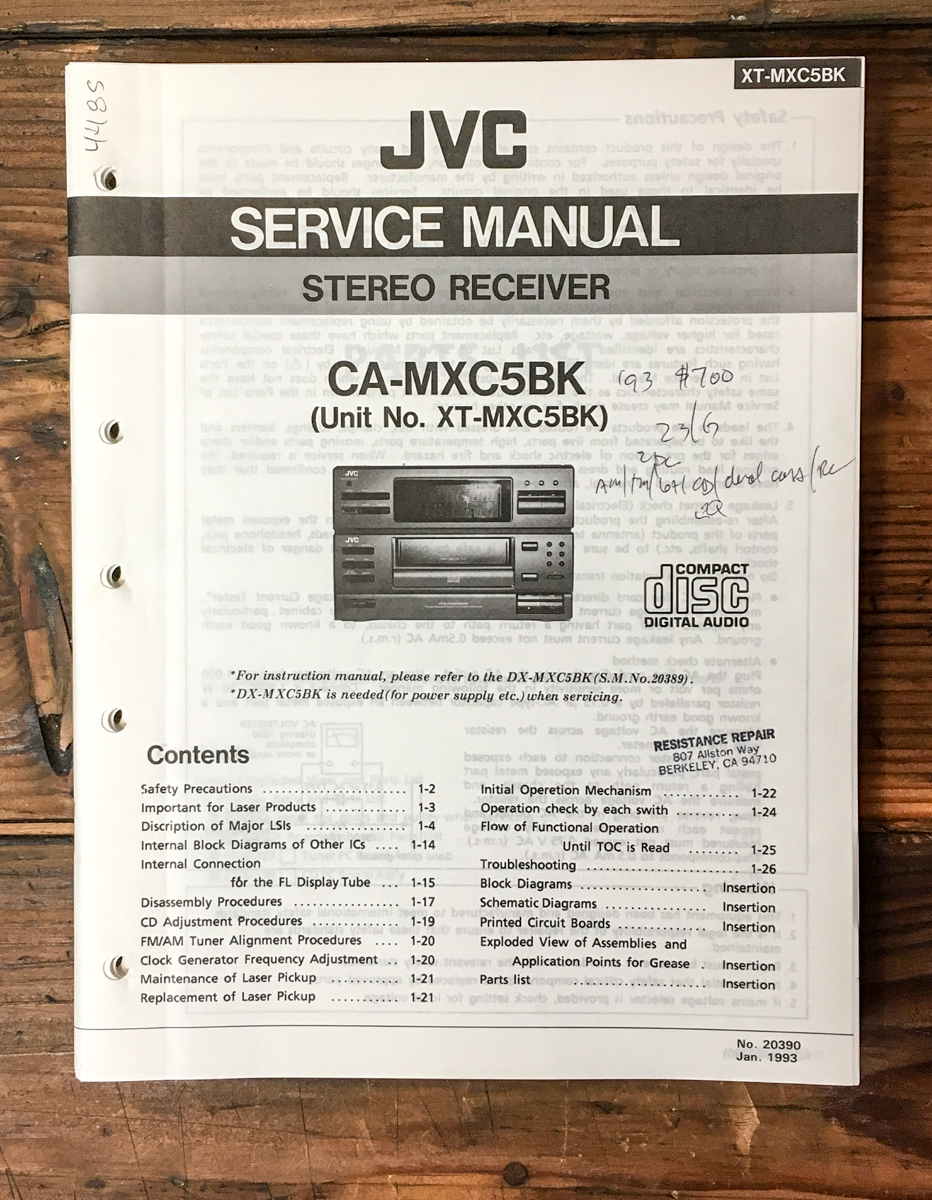 XT-MXC5BK
4485
JVC
SERVICE MANUAL
STEREO RECEIVER
CA-MXC5BK
(Unit No. XT-MXC5BK)
'93 $700
23/G
Am/fm/ /CD/dual cass/
JVC
JVC
COMPACT
disc
DIGITAL AUDIO
*For instruction manual, please refer to the DX-MXC5BK(S.M.No.20389).
*DX-MXC5BK is needed(for power supply etc.)when servicing.
RESISTANCE REPAIR
807 Allston Way
BERKELEY, CA 94710
Contents
Safety Precautions .................... 1-2
Important for Laser Products ........... 1-3
Discription of Major LSIs .............. 1-4
Internal Block Diagrams of Other ICs .... 1-14
Internal Connection
for the FL Display Tube ... 1-15
Disassembly Procedures ................ 1-17
CD Adjustment Procedures ............. 1-19
FM/AM Tuner Alignment Procedures .... 1-20
Clock Generator Frequency Adjustment .. 1-20
Maintenance of Laser Pickup ............ 1-21
Replacement of Laser Pickup ............ 1-21
Initial Operetion Mechanism ............ 1-22
Operation check by each swith .......... 1-24
Flow of Functional Operation
Until TOC is Read ........ 1-25
Troubleshooting ....................... 1-26
Block Diagrams .................... Insertion
Schematic Diagrams ................ Insertion
Printed Circuit Boards ............... Insertion
Exploded View of Assemblies and
Application Points for Grease . Insertion
Parts list ......................... Insertion
No. 20390
Jan. 1993